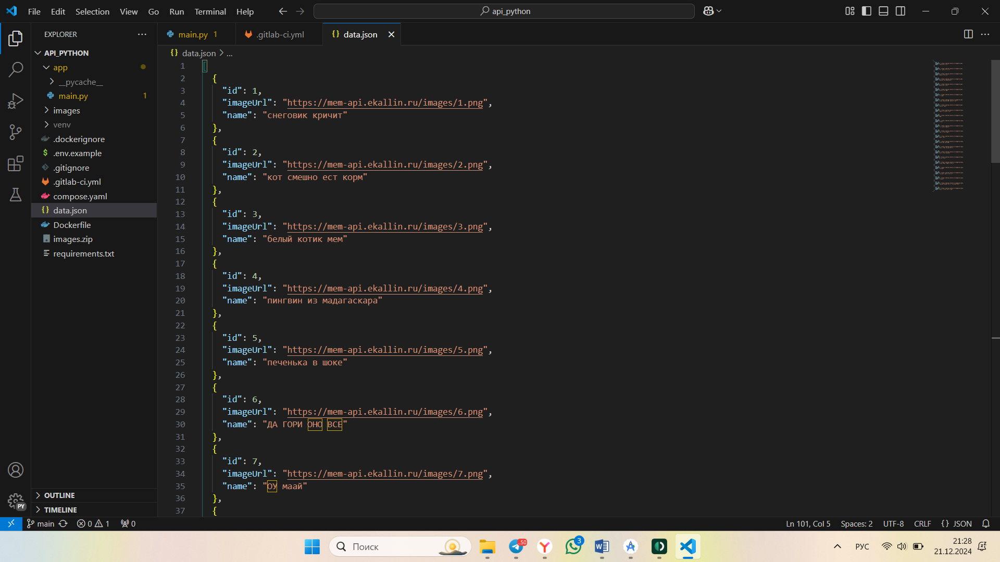 File Edit Selection View Go Run Terminal Help
api_python
EXPLORER
API_PYTHON
app
__pycache__
main.py 1
images
venv
.dockerignore
$ .env.example
.gitignore
.gitlab-ci.yml
compose.yaml
{} data.json
Dockerfile
images.zip
requirements.txt
OUTLINE
TIMELINE
PY
main.py 1
.gitlab-ci.yml
{} data.json
{} data.json > ...
1 [
2 {
3 "id": 1,
4 "imageUrl": "https://mem-api.ekallin.ru/images/1.png",
5 "name": "снеговик кричит"
6 },
7 {
8 "id": 2,
9 "imageUrl": "https://mem-api.ekallin.ru/images/2.png",
10 "name": "кот смешно ест корм"
11 },
12 {
13 "id": 3,
14 "imageUrl": "https://mem-api.ekallin.ru/images/3.png",
15 "name": "белый котик мем"
16 },
17 {
18 "id": 4,
19 "imageUrl": "https://mem-api.ekallin.ru/images/4.png",
20 "name": "пингвин из мадагаскара"
21 },
22 {
23 "id": 5,
24 "imageUrl": "https://mem-api.ekallin.ru/images/5.png",
25 "name": "печенька в шоке"
26 },
27 {
28 "id": 6,
29 "imageUrl": "https://mem-api.ekallin.ru/images/6.png",
30 "name": "ДА ГОРИ ОНО ВСЕ"
31 },
32 {
33 "id": 7,
34 "imageUrl": "https://mem-api.ekallin.ru/images/7.png",
35 "name": "ОУ маай"
36 },
37 {
main 0 1 0
Ln 101, Col 5 Spaces: 2 UTF-8 CRLF {} JSON
Поиск
..50
3
РУС
21:28
21.12.2024